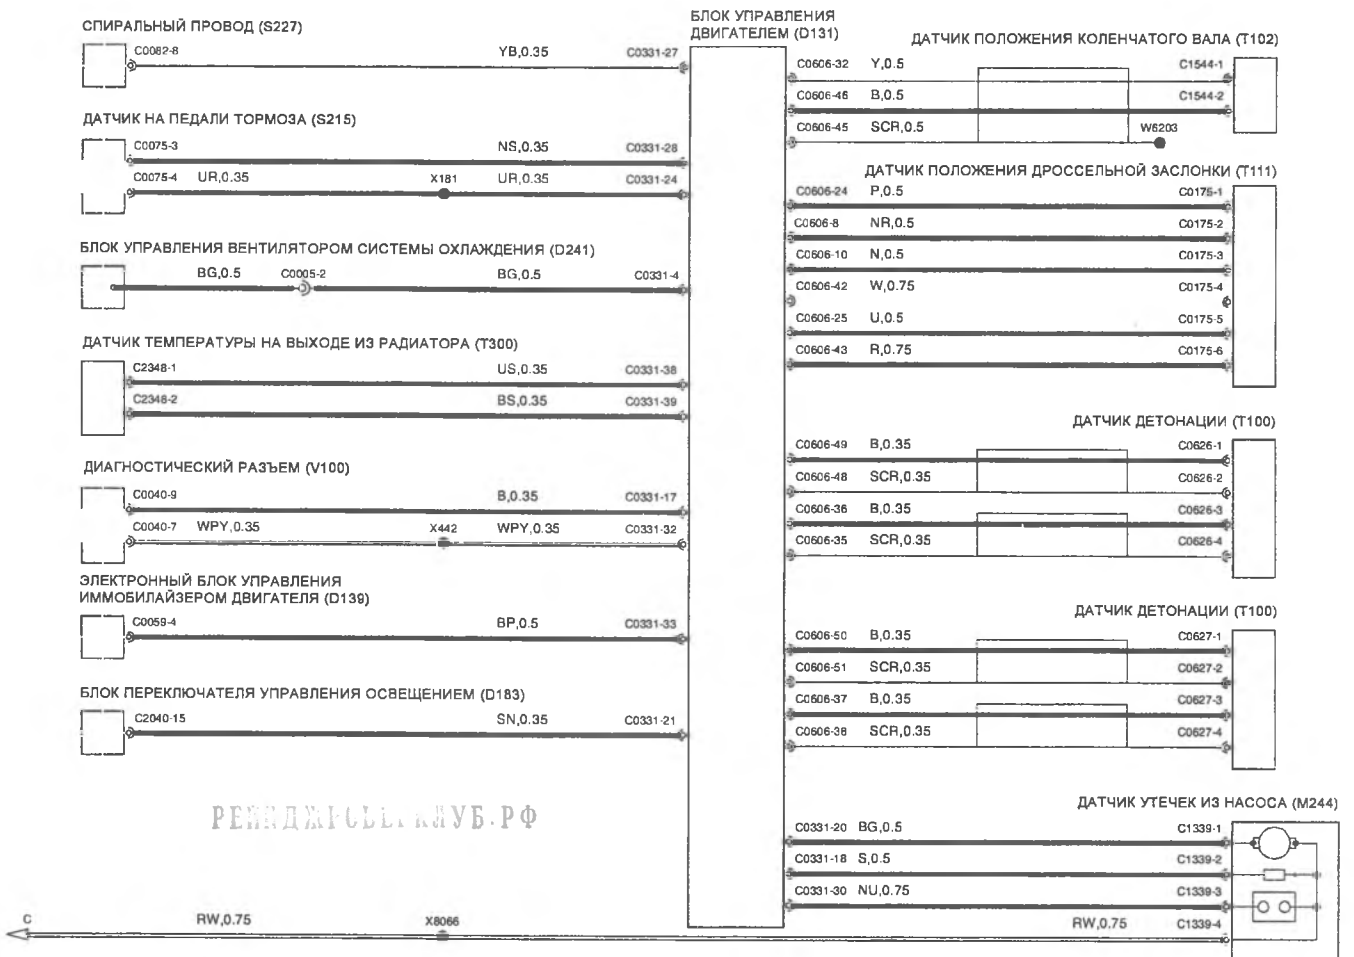 СПИРАЛЬНЫЙ ПРОВОД (S227)
C0082-8 YB,0.35 C0331-27
ДАТЧИК НА ПЕДАЛИ ТОРМОЗА (S215)
C0075-3 NS,0.35 C0331-28
C0075-4 UR,0.35 X181 UR,0.35 C0331-24
БЛОК УПРАВЛЕНИЯ ВЕНТИЛЯТОРОМ СИСТЕМЫ ОХЛАЖДЕНИЯ (D241)
BG,0.5 C0005-2 BG,0.5 C0331-4
ДАТЧИК ТЕМПЕРАТУРЫ НА ВЫХОДЕ ИЗ РАДИАТОРА (T300)
C2348-1 US,0.35 C0331-38
C2348-2 BS,0.35 C0331-39
ДИАГНОСТИЧЕСКИЙ РАЗЪЕМ (V100)
C0040-9 B,0.35 C0331-17
C0040-7 WPY,0.35 X442 WPY,0.35 C0331-32
ЭЛЕКТРОННЫЙ БЛОК УПРАВЛЕНИЯ
ИММОБИЛАЙЗЕРОМ ДВИГАТЕЛЯ (D139)
C0059-4 BP,0.5 C0331-33
БЛОК ПЕРЕКЛЮЧАТЕЛЯ УПРАВЛЕНИЯ ОСВЕЩЕНИЕМ (D183)
C2040-15 SN,0.35 C0331-21
БЛОК УПРАВЛЕНИЯ
ДВИГАТЕЛЕМ (D131)
ДАТЧИК ПОЛОЖЕНИЯ КОЛЕНЧАТОГО ВАЛА (T102)
C0606-32 Y,0.5 C1544-1
C0606-46 B,0.5 C1544-2
C0606-45 SCR,0.5 W6203
ДАТЧИК ПОЛОЖЕНИЯ ДРОССЕЛЬНОЙ ЗАСЛОНКИ (T111)
C0606-24 P,0.5 C0175-1
C0606-8 NR,0.5 C0175-2
C0606-10 N,0.5 C0175-3
C0606-42 W,0.75 C0175-4
C0606-25 U,0.5 C0175-5
C0606-43 R,0.75 C0175-6
ДАТЧИК ДЕТОНАЦИИ (T100)
C0606-49 B,0.35 C0626-1
C0606-48 SCR,0.35 C0626-2
C0606-36 B,0.35 C0626-3
C0606-35 SCR,0.35 C0626-4
ДАТЧИК ДЕТОНАЦИИ (T100)
C0606-50 B,0.35 C0627-1
C0606-51 SCR,0.35 C0627-2
C0606-37 B,0.35 C0627-3
C0606-38 SCR,0.35 C0627-4
ДАТЧИК УТЕЧЕК ИЗ НАСОСА (M244)
C0331-20 BG,0.5 C1339-1
C0331-18 S,0.5 C1339-2
C0331-30 NU,0.75 C1339-3
C RW,0.75 X8066 RW,0.75 C1339-4